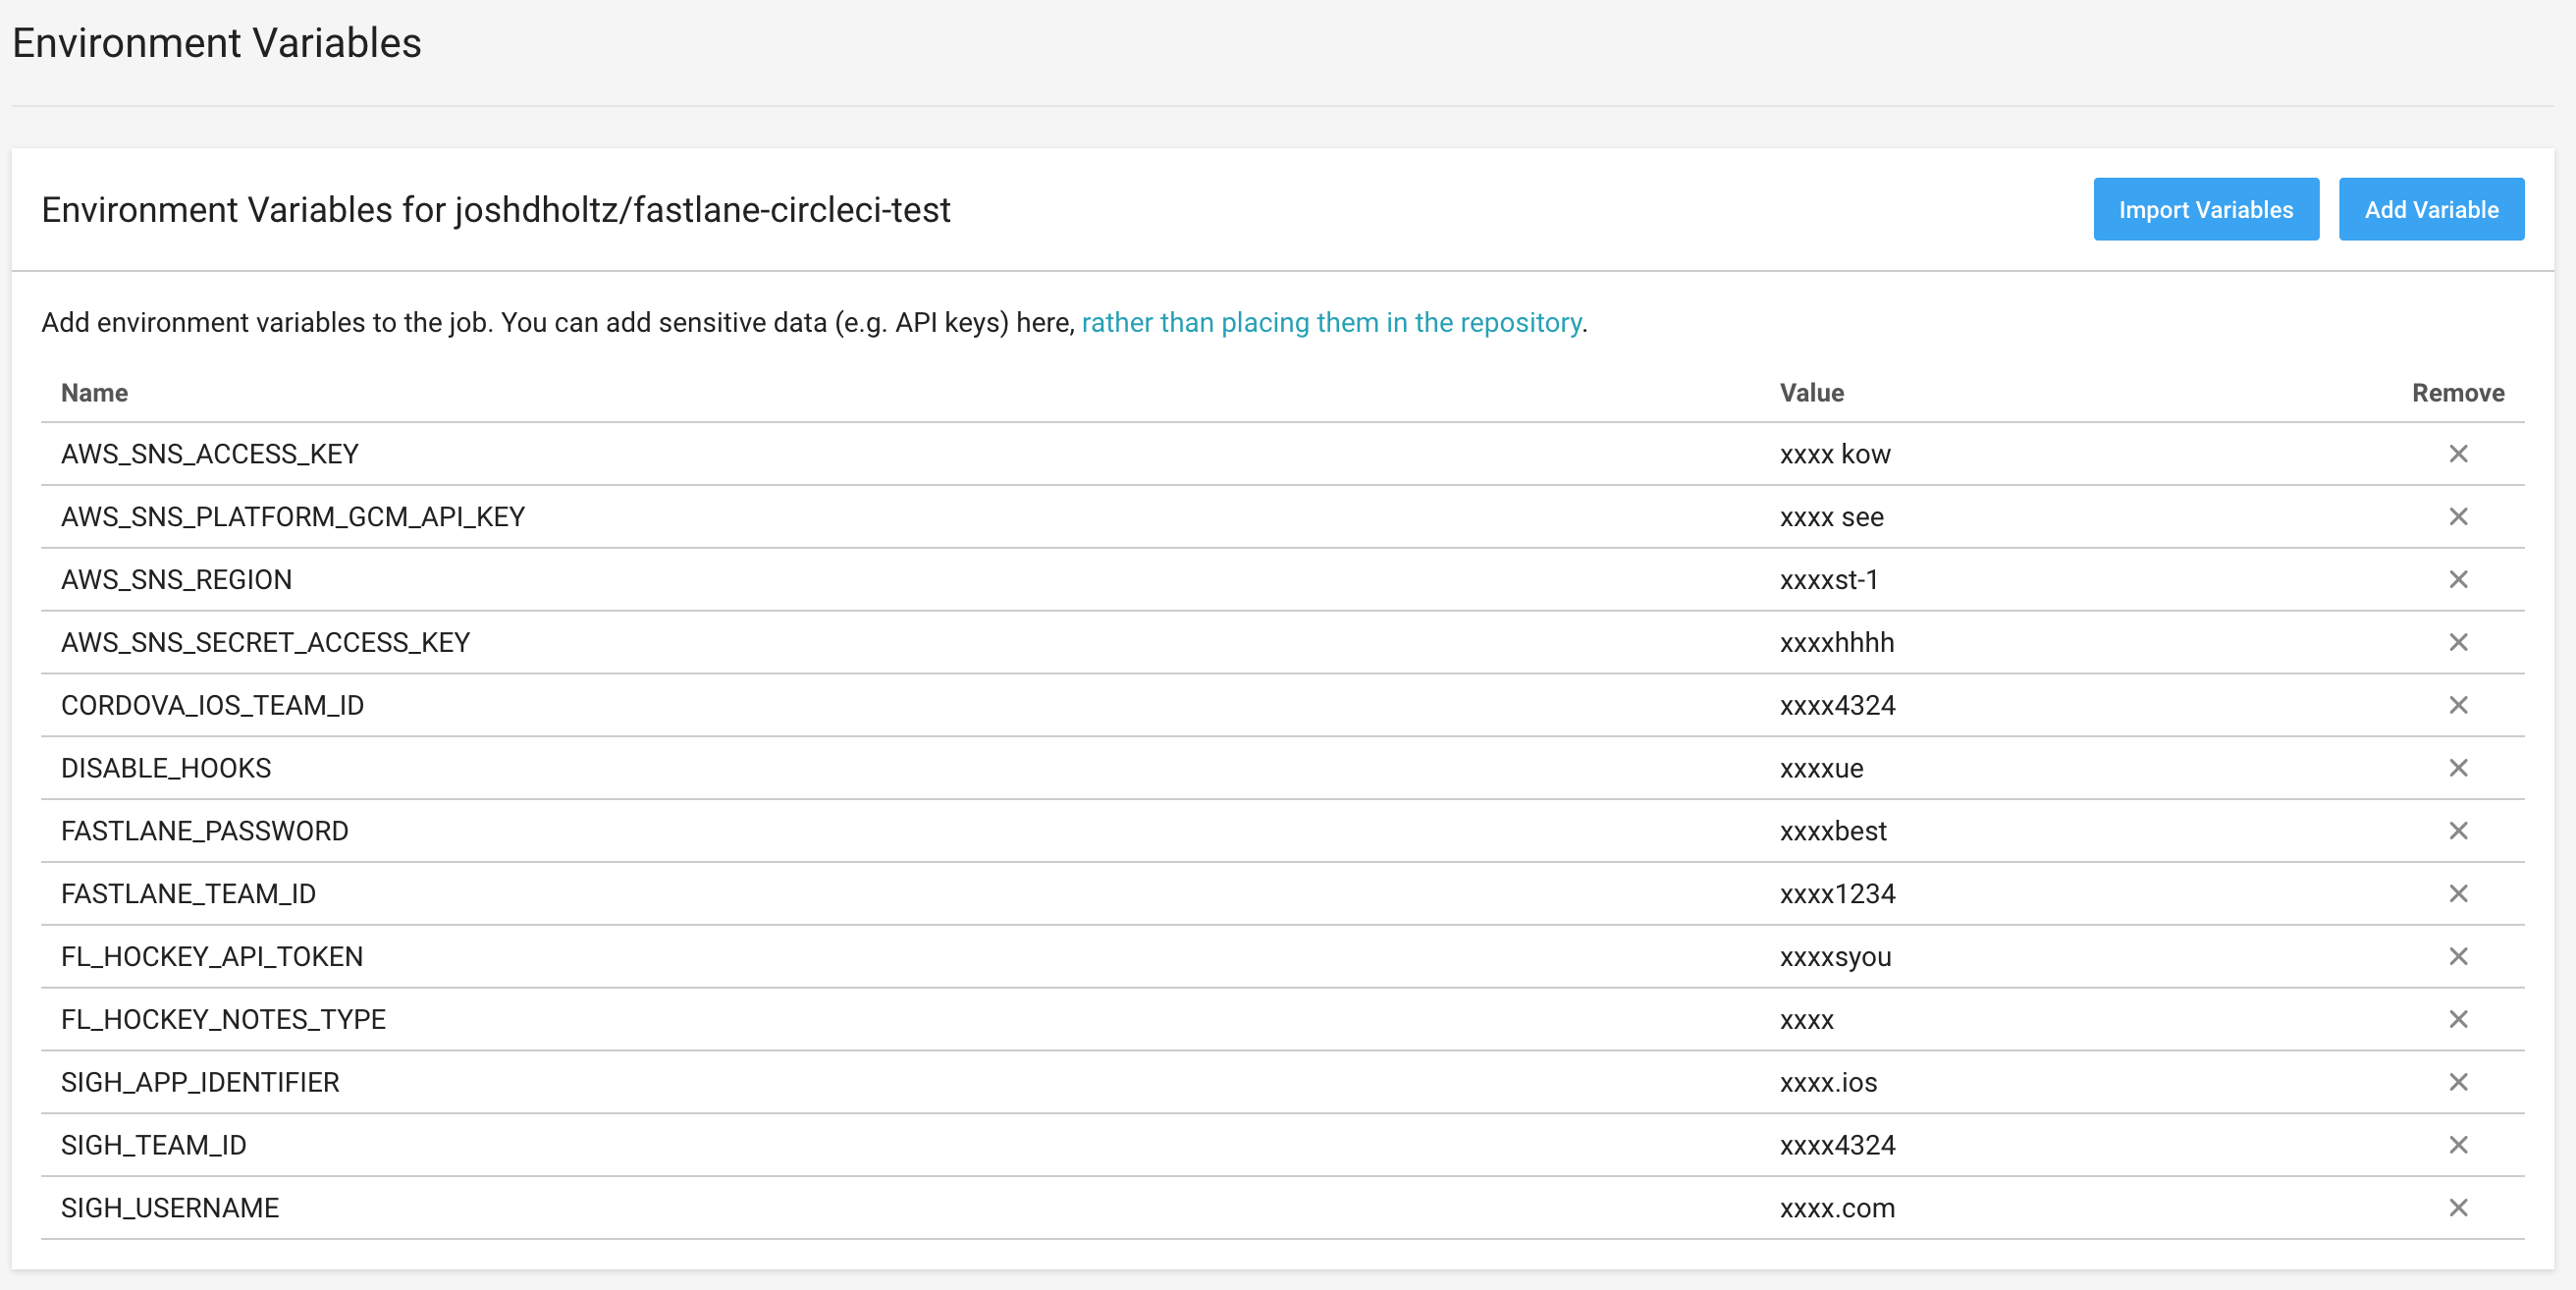 Environment Variables
Environment Variables for joshdholtz/fastlane-circleci-test
Import Variables
Add Variable
Add environment variables to the job. You can add sensitive data (e.g. API keys) here, rather than placing them in the repository.
Name Value Remove
AWS_SNS_ACCESS_KEY xxxx kow
AWS_SNS_PLATFORM_GCM_API_KEY xxxx see
AWS_SNS_REGION xxxxst-1
AWS_SNS_SECRET_ACCESS_KEY xxxxhhhh
CORDOVA_IOS_TEAM_ID xxxx4324
DISABLE_HOOKS xxxxue
FASTLANE_PASSWORD xxxxbest
FASTLANE_TEAM_ID xxxx1234
FL_HOCKEY_API_TOKEN xxxxsyou
FL_HOCKEY_NOTES_TYPE xxxx
SIGH_APP_IDENTIFIER xxxx.ios
SIGH_TEAM_ID xxxx4324
SIGH_USERNAME xxxx.com